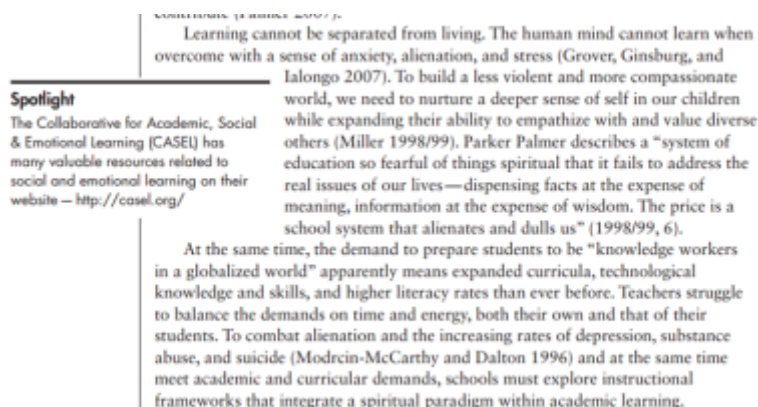 contribute (Palmer 2007).
Learning cannot be separated from living. The human mind cannot learn when
overcome with a sense of anxiety, alienation, and stress (Grover, Ginsburg, and
Ialongo 2007). To build a less violent and more compassionate
world, we need to nurture a deeper sense of self in our children
while expanding their ability to empathize with and value diverse
others (Miller 1998/99). Parker Palmer describes a “system of
education so fearful of things spiritual that it fails to address the
real issues of our lives—dispensing facts at the expense of
meaning, information at the expense of wisdom. The price is a
school system that alienates and dulls us” (1998/99, 6).
Spotlight
The Collaborative for Academic, Social
& Emotional Learning (CASEL) has
many valuable resources related to
social and emotional learning on their
website — http://casel.org/
At the same time, the demand to prepare students to be “knowledge workers
in a globalized world” apparently means expanded curricula, technological
knowledge and skills, and higher literacy rates than ever before. Teachers struggle
to balance the demands on time and energy, both their own and that of their
students. To combat alienation and the increasing rates of depression, substance
abuse, and suicide (Modrcin-McCarthy and Dalton 1996) and at the same time
meet academic and curricular demands, schools must explore instructional
frameworks that integrate a spiritual paradigm within academic learning.